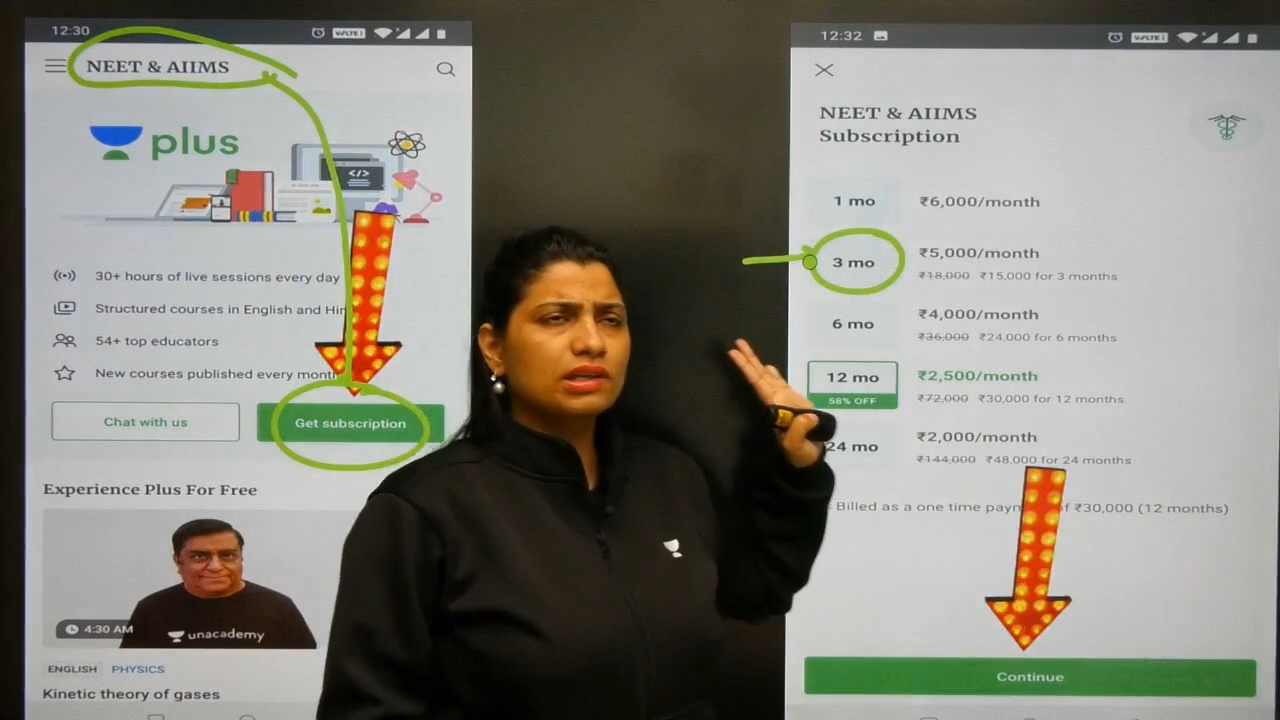 12:30
VoLTE
NEET & AIIMS
plus
</>
30+ hours of live sessions every day
Structured courses in English and Hin
54+ top educators
New courses published every month
Chat with us
Get subscription
Experience Plus For Free
4:30 AM
unacademy
ENGLISH PHYSICS
Kinetic theory of gases
12:32
VoLTE
NEET & AIIMS
Subscription
1 mo ₹6,000/month
3 mo ₹5,000/month
₹18,000 ₹15,000 for 3 months
6 mo ₹4,000/month
₹36,000 ₹24,000 for 6 months
12 mo ₹2,500/month
58% OFF ₹72,000 ₹30,000 for 12 months
24 mo ₹2,000/month
₹144,000 ₹48,000 for 24 months
Billed as a one time paym f ₹30,000 (12 months)
Continue